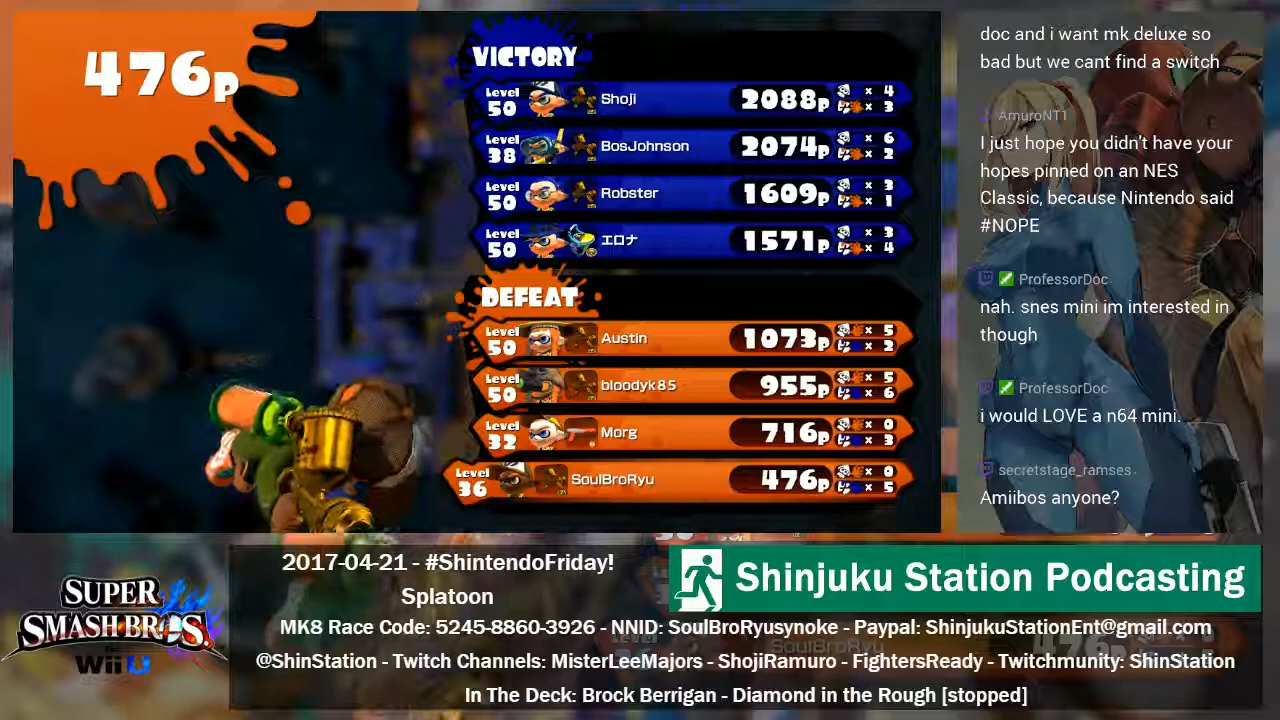 476p
VICTORY
Level 50 Shoji 2088p x 4 x 3
Level 38 BosJohnson 2074p x 6 x 2
Level 50 Robster 1609p x 3 x 1
Level 50 エロナ 1571p x 3 x 4
DEFEAT
Level 50 Austin 1073p x 5 x 2
Level 50 bloodyk85 955p x 5 x 6
Level 32 Morg 716p x 0 x 3
Level 36 SoulBroRyu 476p x 0 x 5
doc and i want mk deluxe so
bad but we cant find a switch
AmuroNT1
I just hope you didn't have your
hopes pinned on an NES
Classic, because Nintendo said
#NOPE
ProfessorDoc
nah. snes mini im interested in
though
ProfessorDoc
i would LOVE a n64 mini.
secretstage_ramses
Amiibos anyone?
SUPER
SMASH BROS.
for
Wii U
2017-04-21 - #ShintendoFriday!
Splatoon
Shinjuku Station Podcasting
MK8 Race Code: 5245-8860-3926 - NNID: SoulBroRyusynoke - Paypal: ShinjukuStationEnt@gmail.com
@ShinStation - Twitch Channels: MisterLeeMajors - ShojiRamuro - FightersReady - Twitchmunity: ShinStation
In The Deck: Brock Berrigan - Diamond in the Rough [stopped]